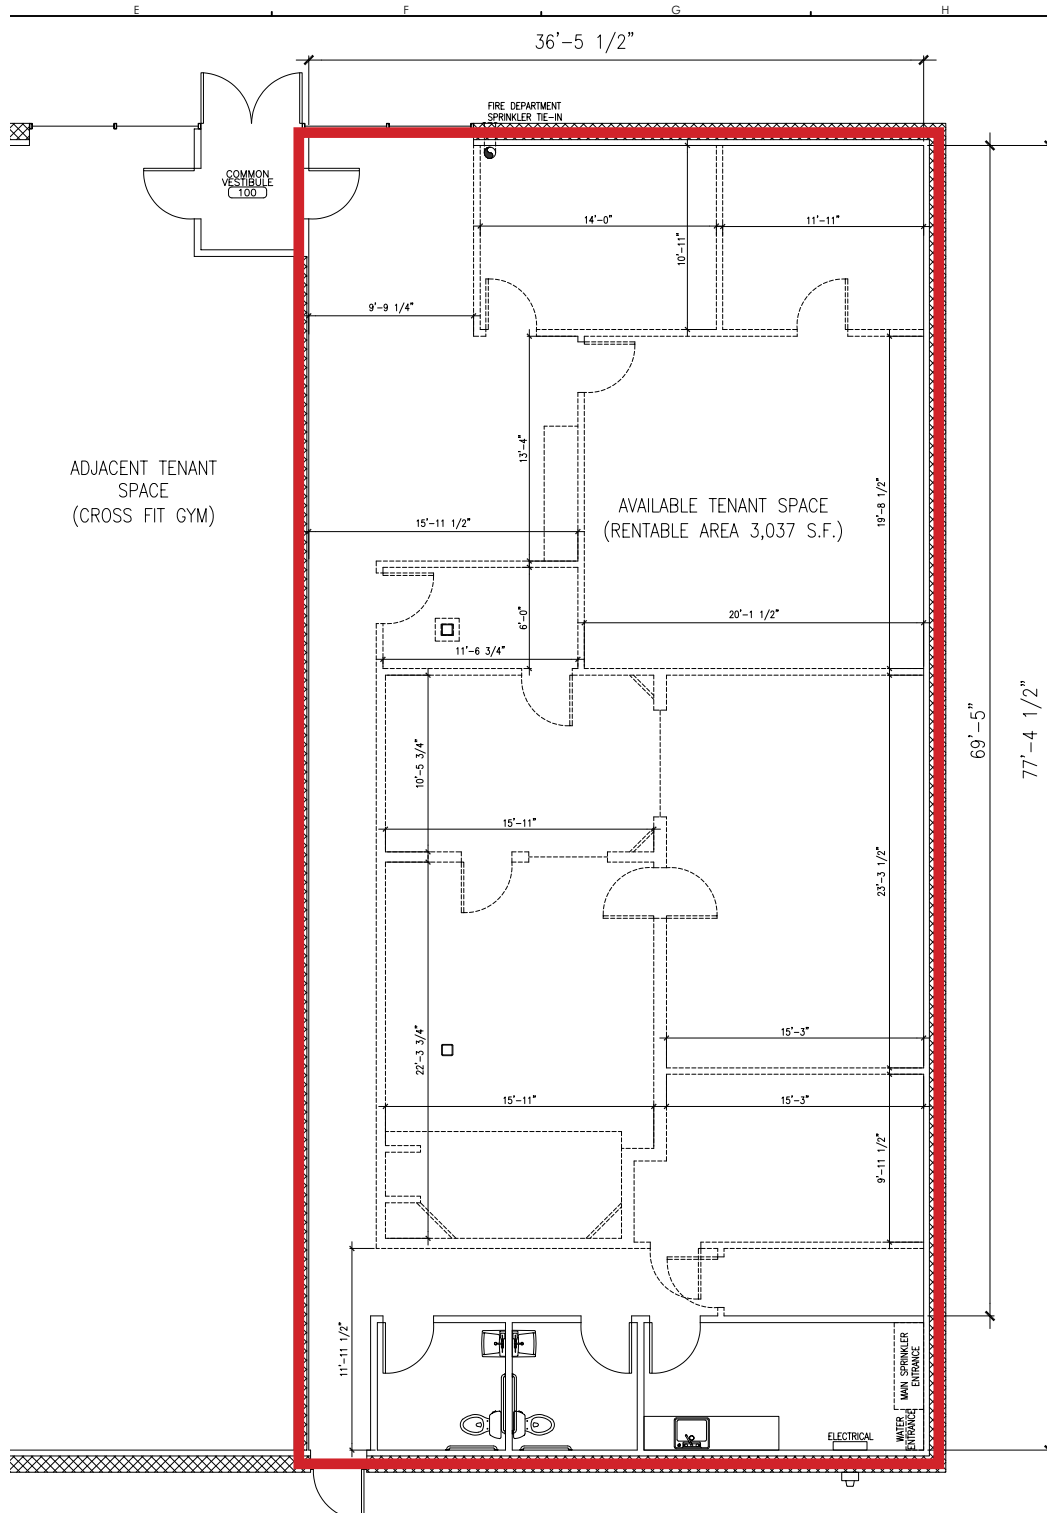 E F G H
36'-5 1/2"
FIRE DEPARTMENT
SPRINKLER TIE-IN
COMMON
VESTIBULE
100
14'-0"
11'-11"
10'-11"
9'-9 1/4"
13'-4"
ADJACENT TENANT
SPACE
(CROSS FIT GYM)
AVAILABLE TENANT SPACE
(RENTABLE AREA 3,037 S.F.)
19'-8 1/2"
15'-11 1/2"
6'-0"
20'-1 1/2"
11'-6 3/4"
69'-5"
77'-4 1/2"
10'-5 3/4"
15'-11"
23'-3 1/2"
22'-3 3/4"
15'-3"
15'-11"
15'-3"
9'-11 1/2"
11'-11 1/2"
MAIN SPRINKLER
ENTRANCE
WATER
ENTRANCE
ELECTRICAL